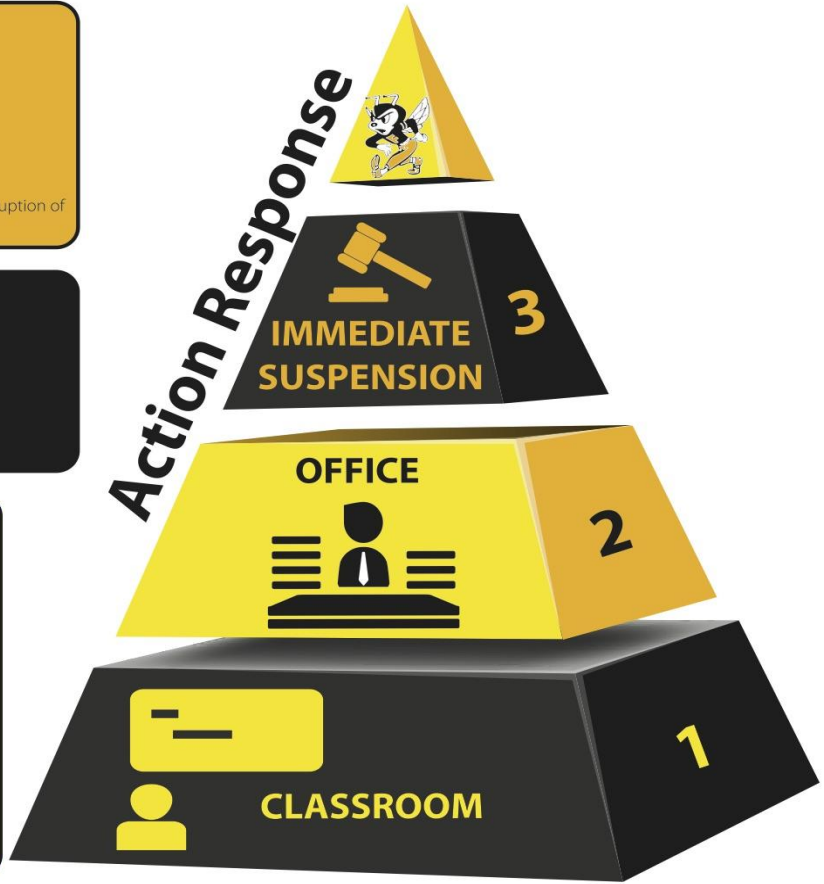 Action Response
IMMEDIATE
SUSPENSION
3
OFFICE
2
1
CLASSROOM
uption of